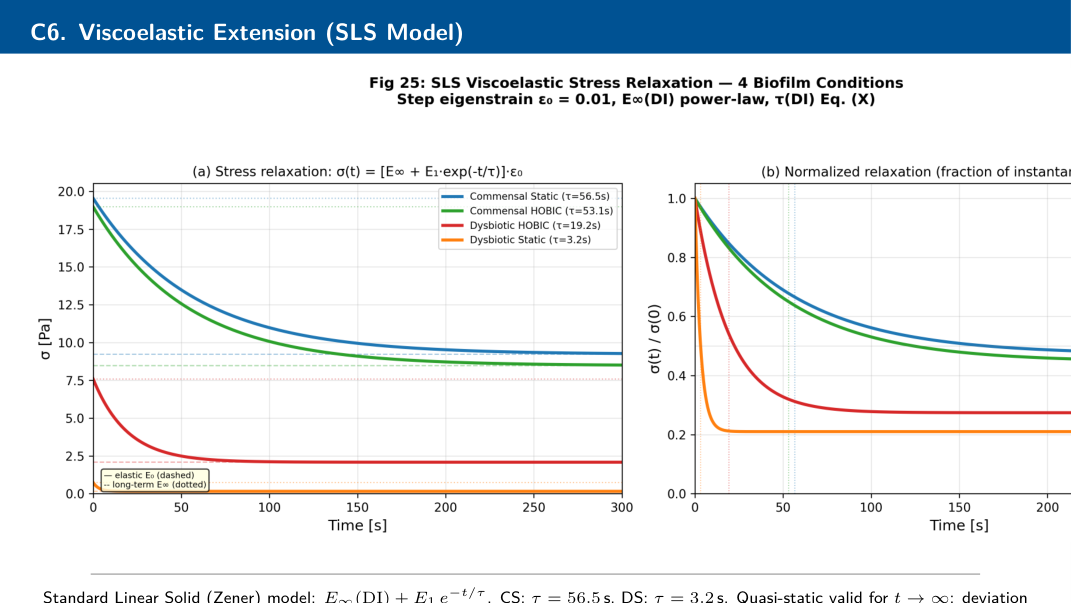 C6. Viscoelastic Extension (SLS Model)
Fig 25: SLS Viscoelastic Stress Relaxation — 4 Biofilm Conditions
Step eigenstrain ε₀ = 0.01, E∞(DI) power-law, τ(DI) Eq. (X)
(a) Stress relaxation: σ(t) = [E∞ + E₁·exp(-t/τ)]·ε₀
20.0
17.5
15.0
12.5
10.0
7.5
5.0
2.5
0.0
σ [Pa]
Commensal Static (τ=56.5s)
Commensal HOBIC (τ=53.1s)
Dysbiotic HOBIC (τ=19.2s)
Dysbiotic Static (τ=3.2s)
— elastic E₀ (dashed)
-- long-term E∞ (dotted)
0 50 100 150 200 250 300
Time [s]
(b) Normalized relaxation (fraction of
1.0
0.8
0.6
0.4
0.2
0.0
σ(t) / σ(0)
0 50 100 150 200
Time [s]
Standard Linear Solid (Zener) model: E∞(DI) + E₁ e^{−t/τ}. CS: τ = 56.5 s, DS: τ = 3.2 s. Quasi-static valid for t → ∞; deviation